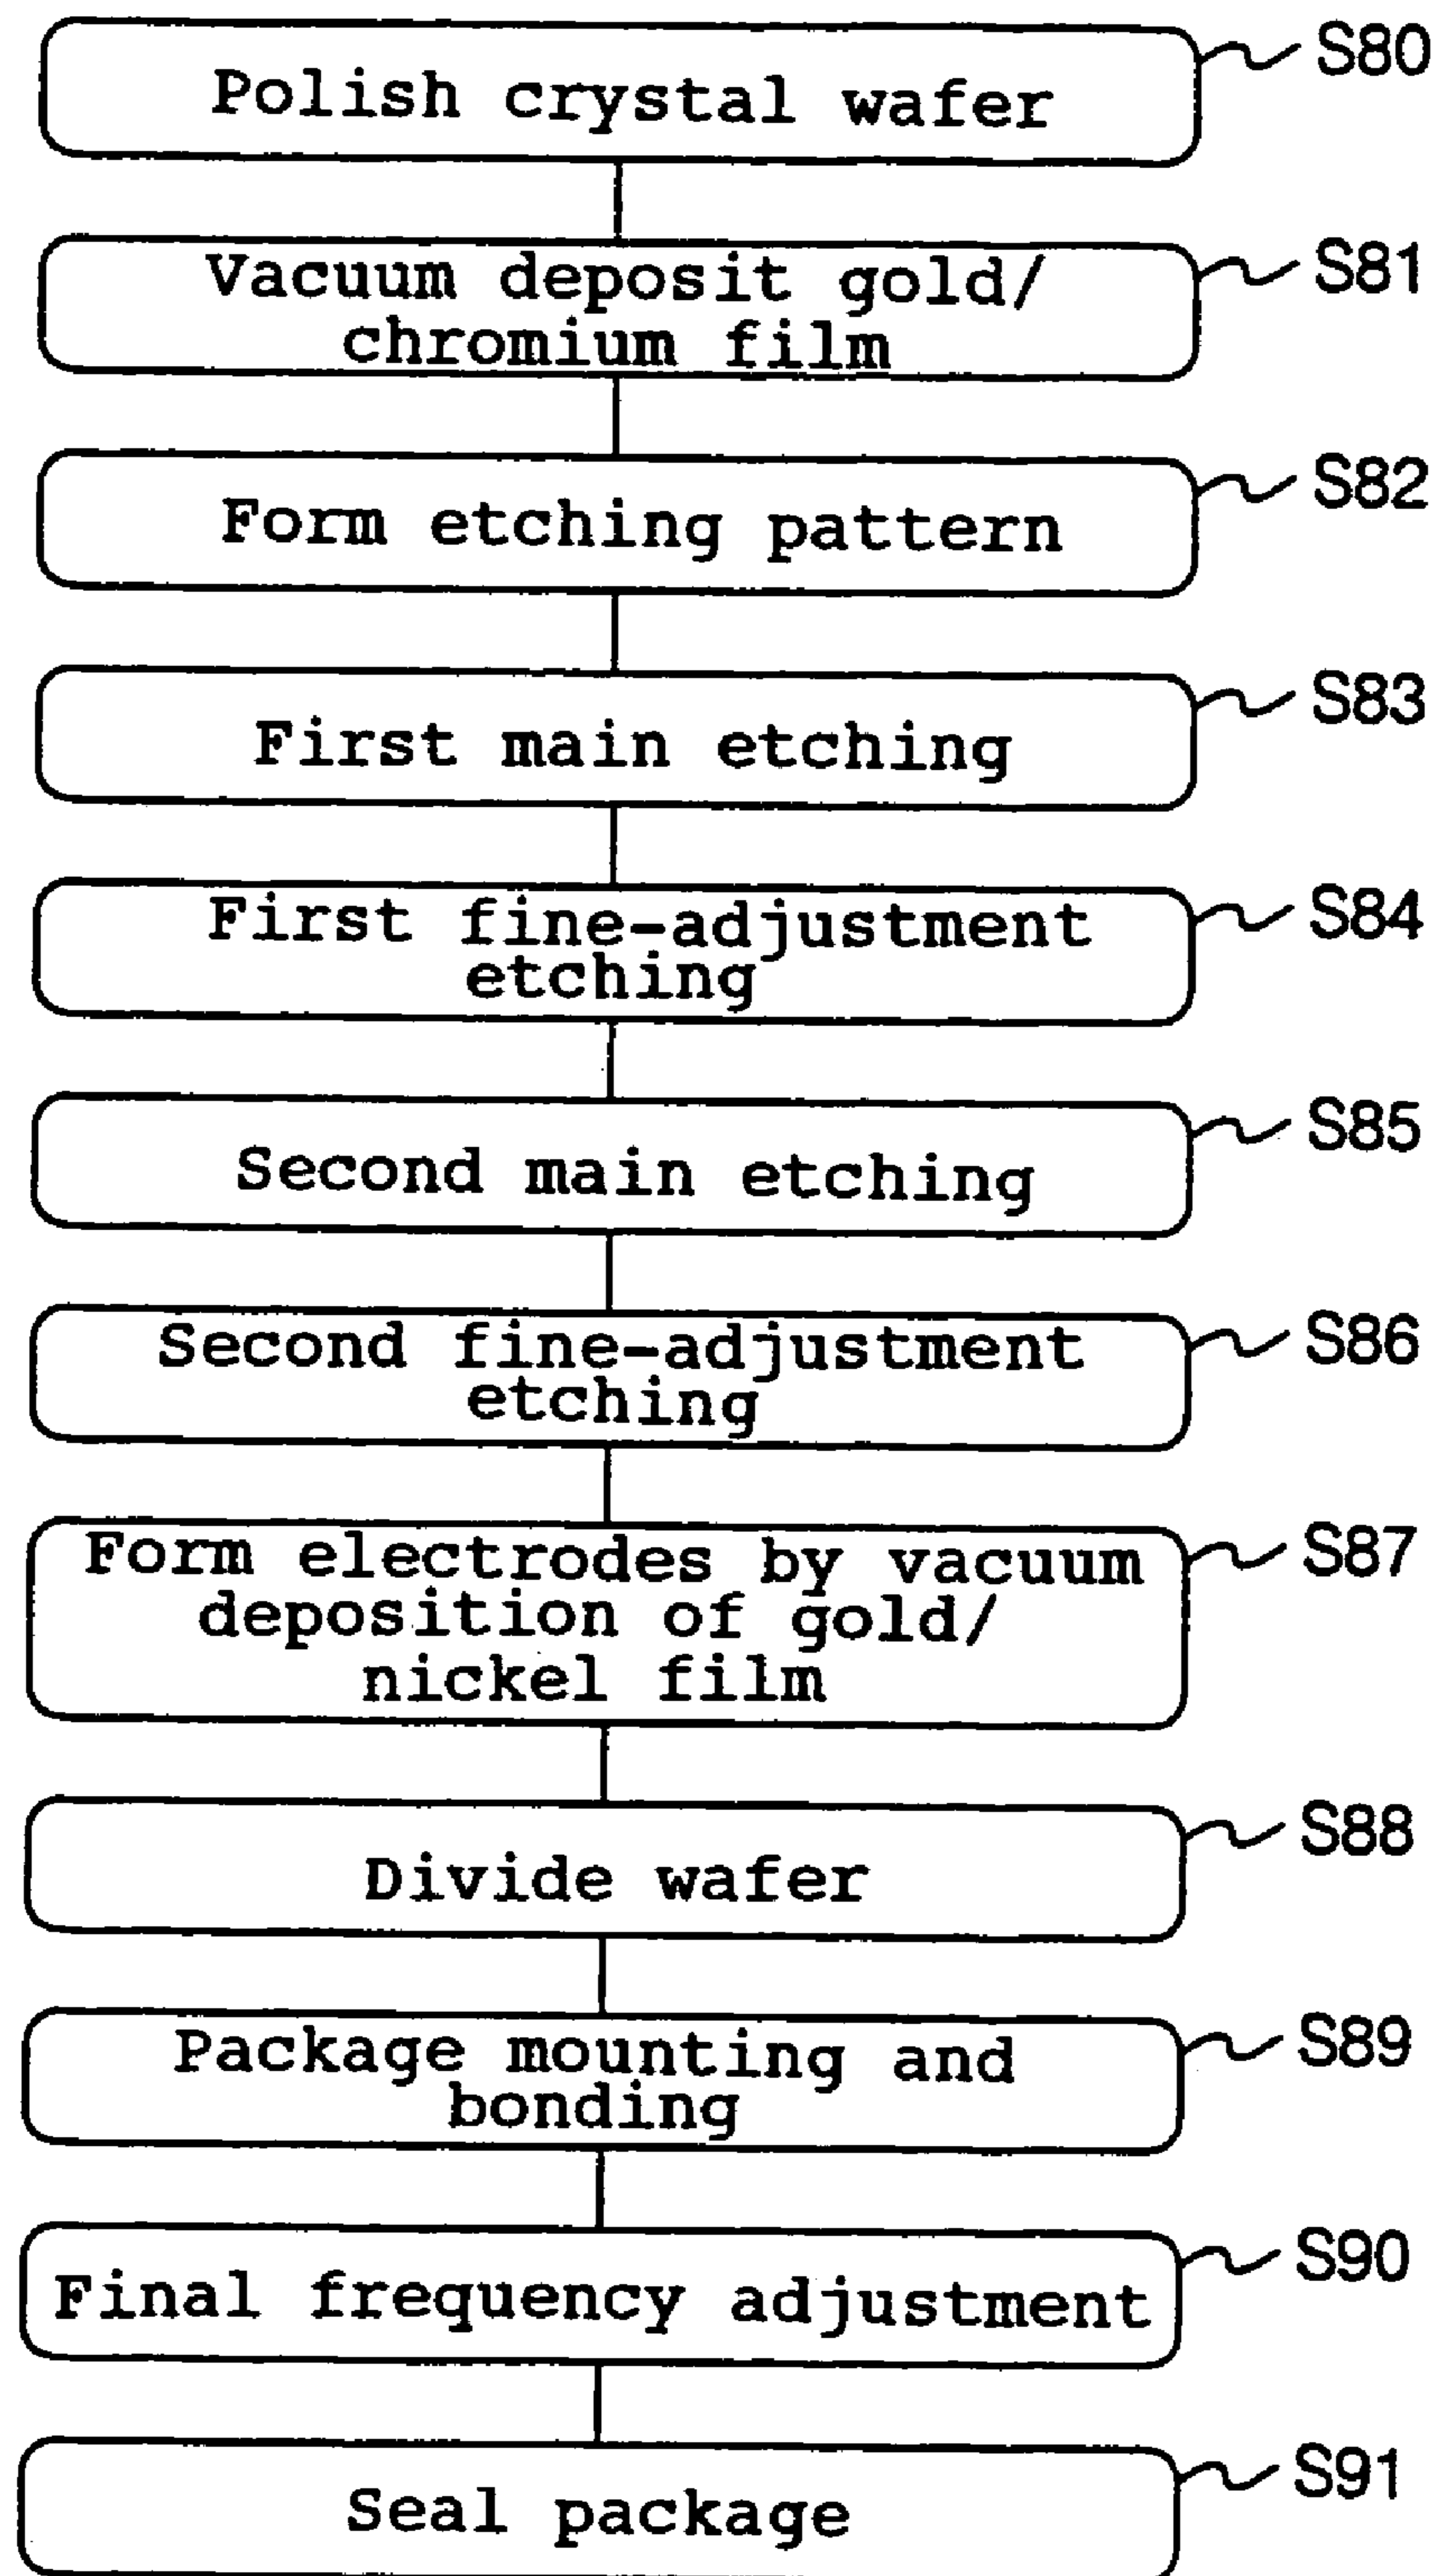 Polish crystal wafer
S80
Vacuum deposit gold/
chromium film
S81
Form etching pattern
S82
First main etching
S83
First fine-adjustment
etching
S84
Second main etching
S85
Second fine-adjustment
etching
S86
Form electrodes by vacuum
deposition of gold/
nickel film
S87
Divide wafer
S88
Package mounting and
bonding
S89
Final frequency adjustment
S90
Seal package
S91